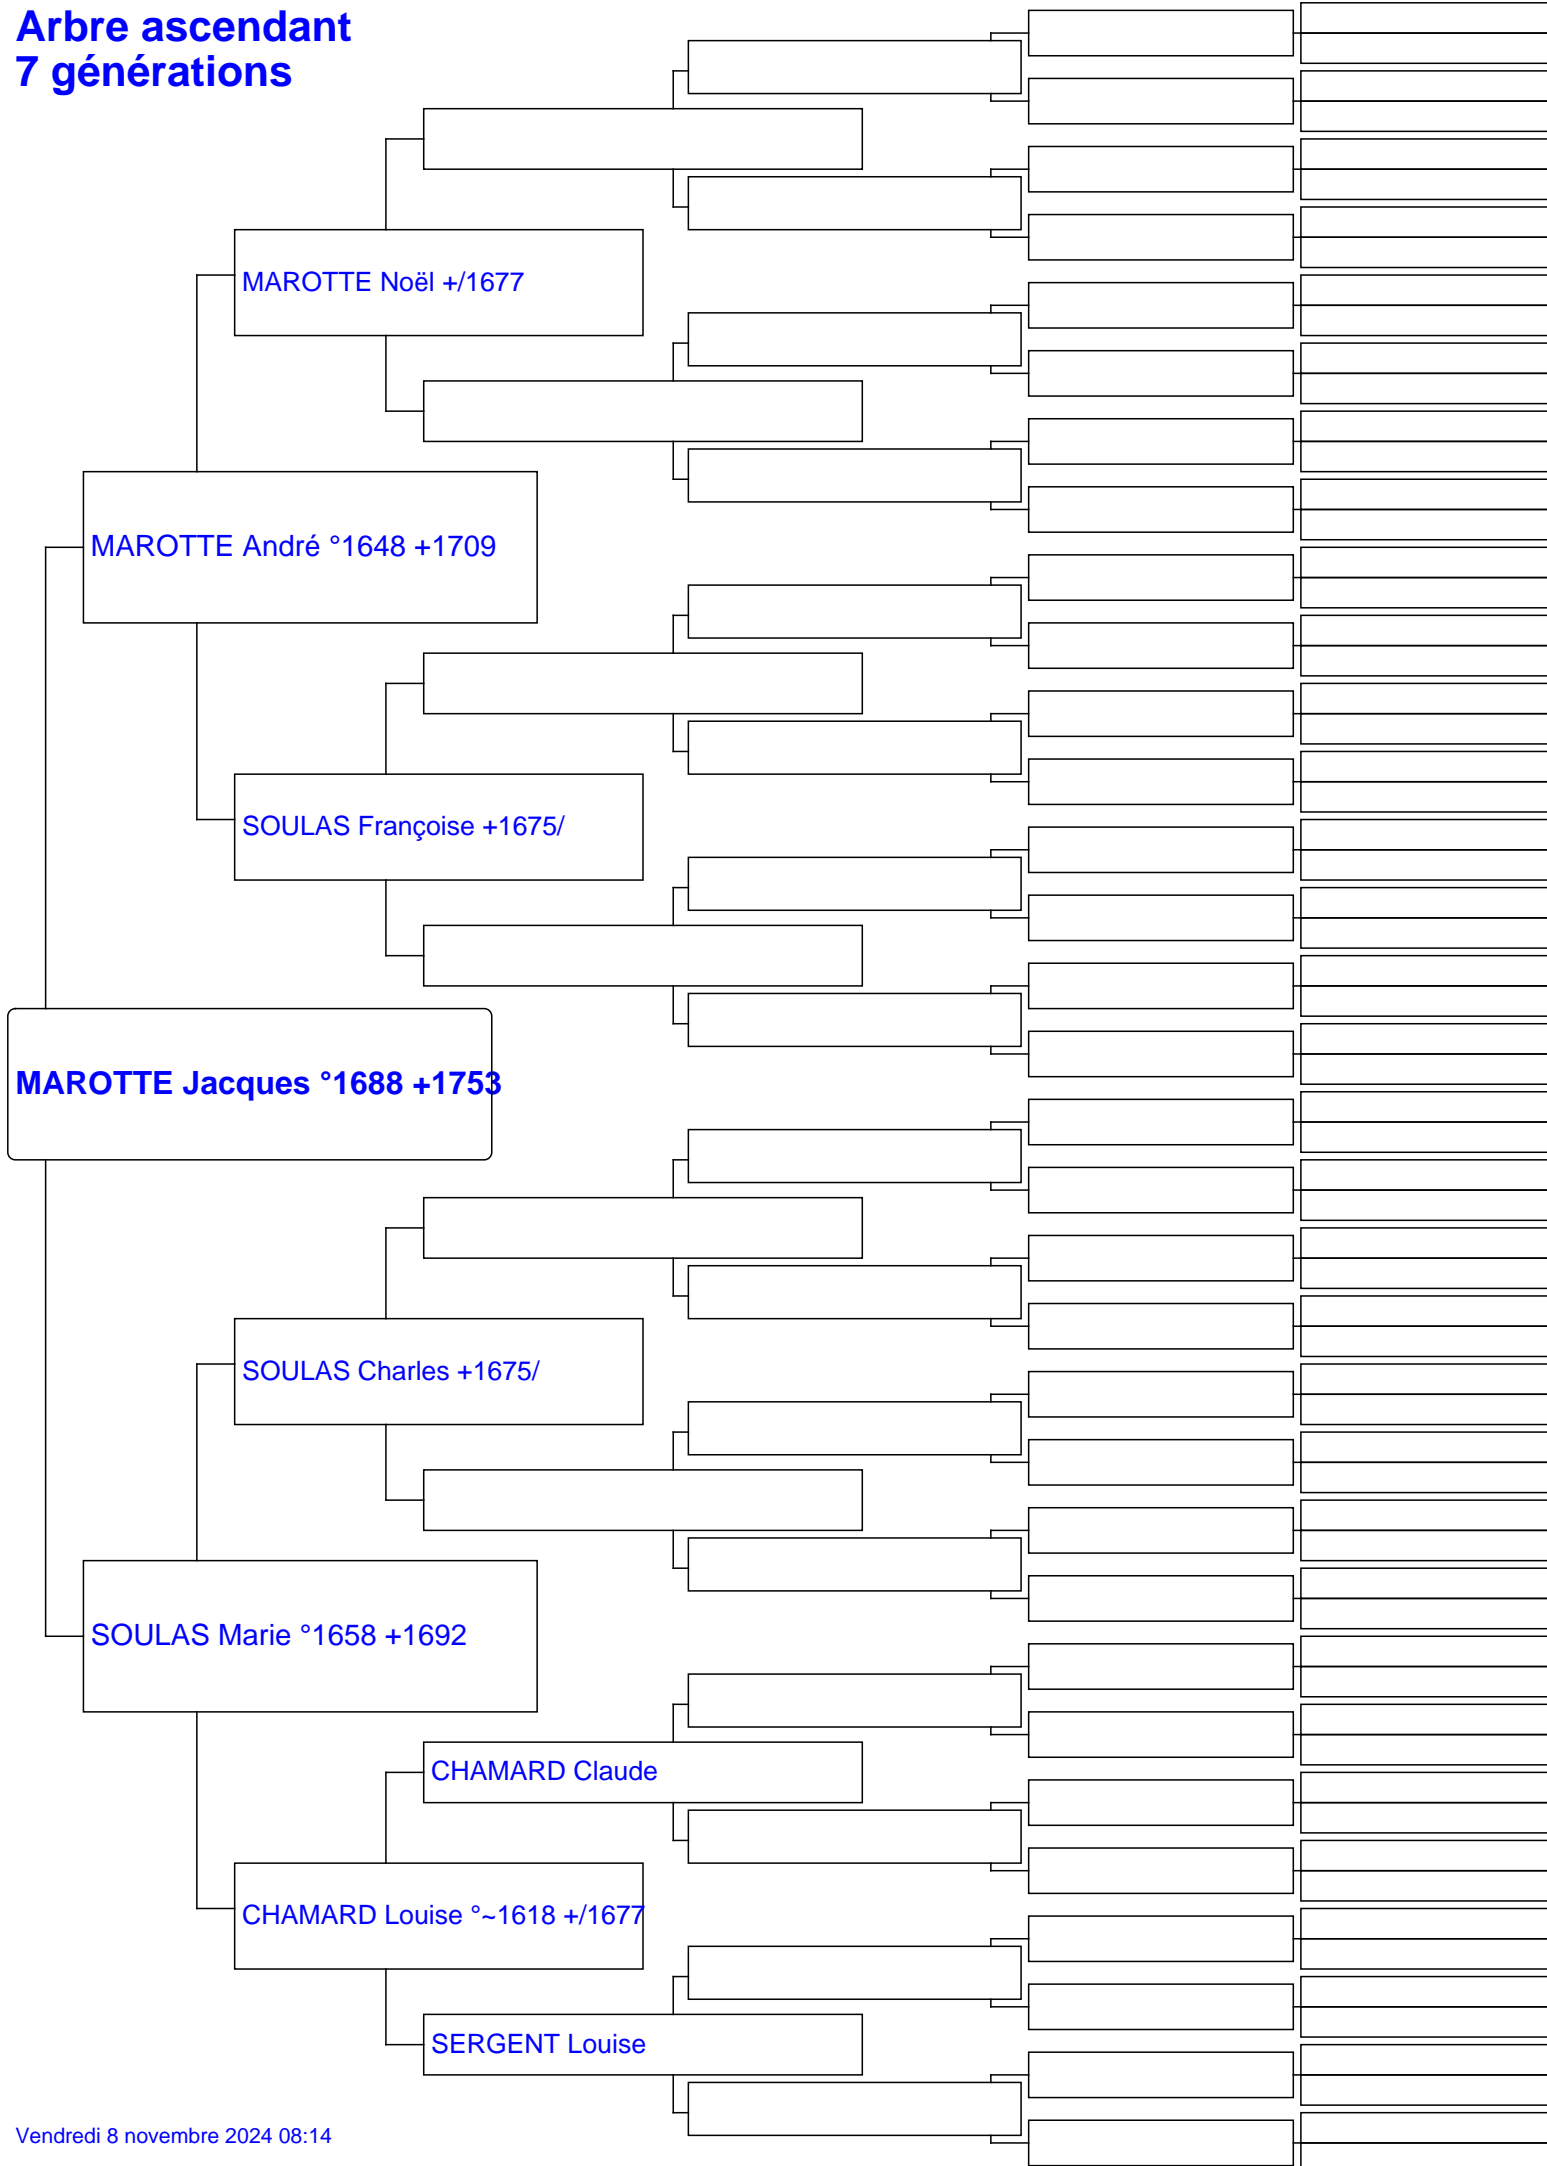 Arbre ascendant
7 générations
MAROTTE Noël +/1677
MAROTTE André °1648 +1709
SOULAS Françoise +1675/
MAROTTE Jacques °1688 +1753
SOULAS Charles +1675/
SOULAS Marie °1658 +1692
CHAMARD Claude
CHAMARD Louise °~1618 +/1677
SERGENT Louise
Vendredi 8 novembre 2024 08:14